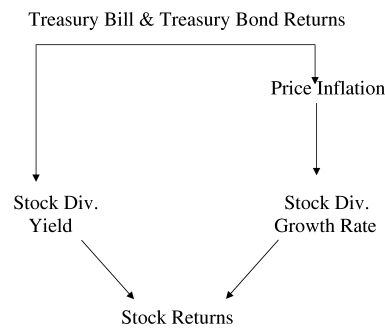 Treasury Bill & Treasury Bond Returns
Price Inflation
Stock Div.
Yield
Stock Div.
Growth Rate
Stock Returns